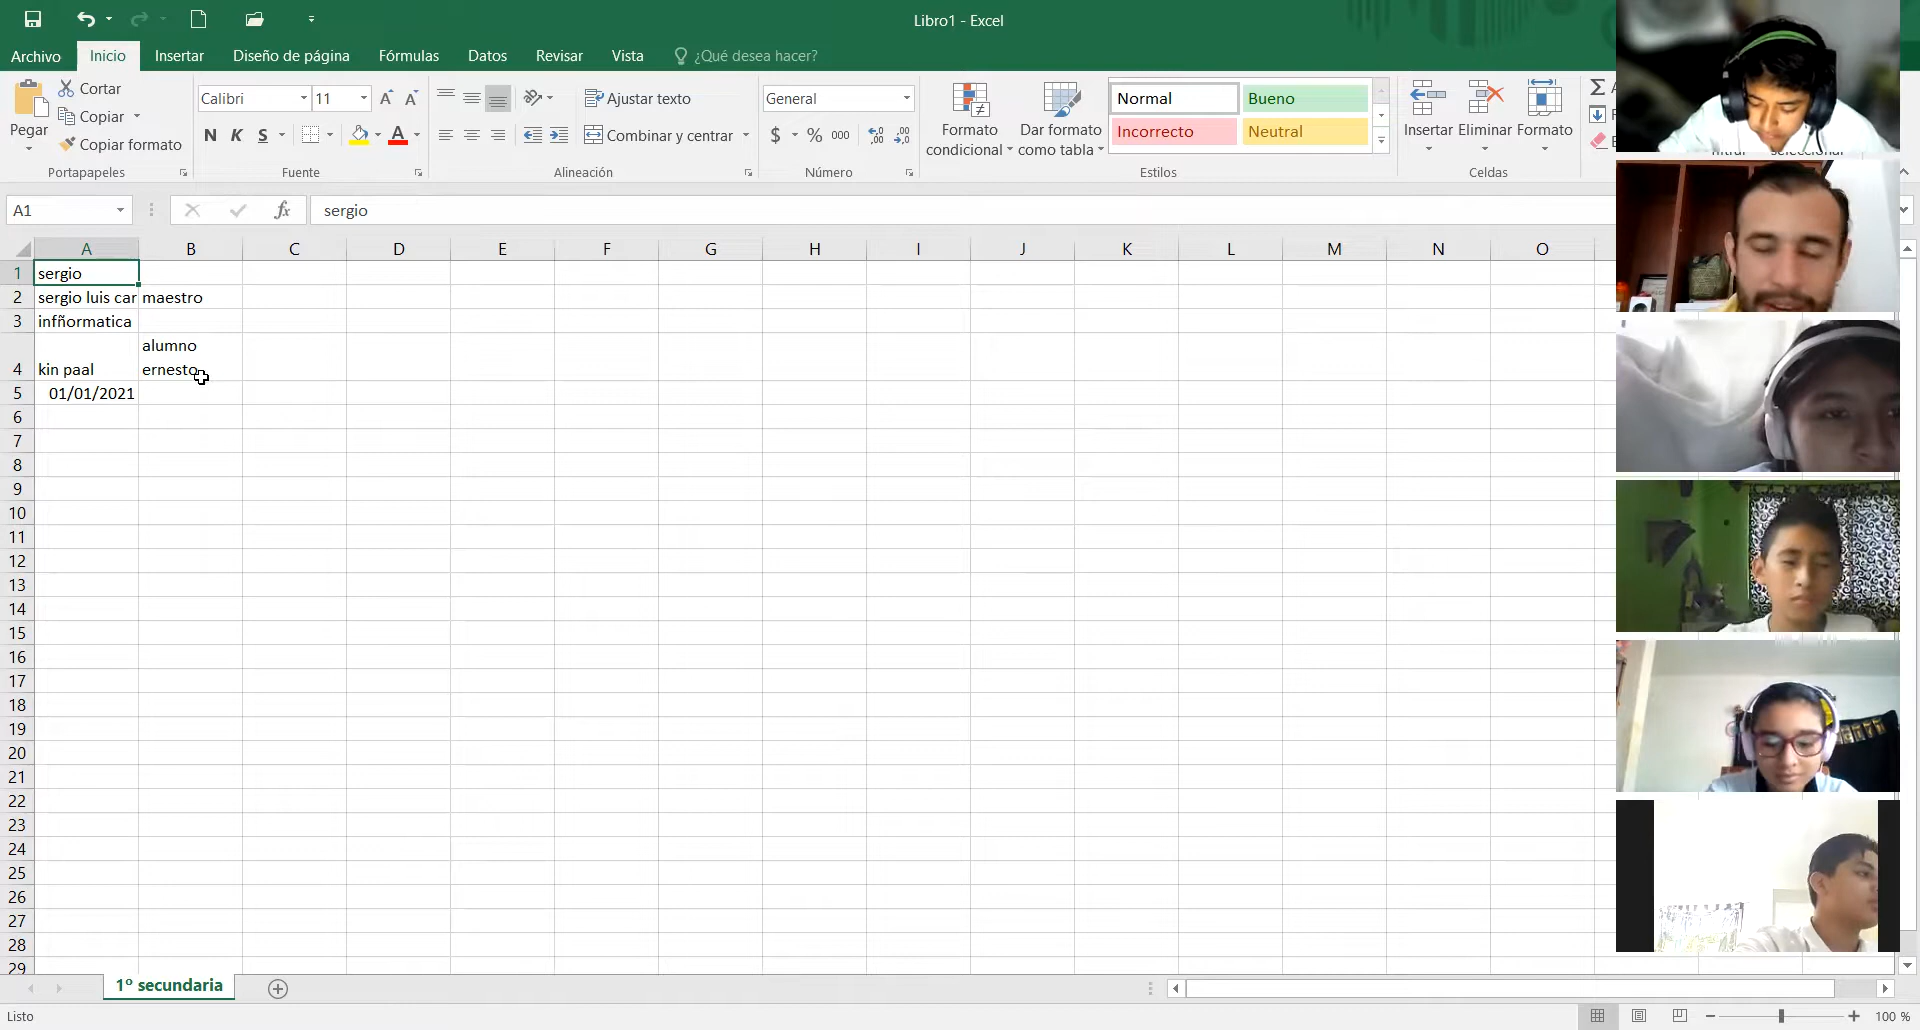 Libro1 - Excel
Archivo Inicio Insertar Diseño de página Fórmulas Datos Revisar Vista ¿Qué desea hacer?
Pegar
Cortar
Copiar
Copiar formato
Portapapeles
Calibri 11
N K S
Fuente
Ajustar texto
Combinar y centrar
Alineación
General
$ % 000
Número
Formato condicional
Dar formato como tabla
Normal Bueno
Incorrecto Neutral
Estilos
Insertar Eliminar Formato
Celdas
A1 fx sergio
A B C D E F G H I J K L M N O
1 sergio
2 sergio luis car maestro
3 infñormatica
alumno
4 kin paal ernesto
5 01/01/2021
6
7
8
9
10
11
12
13
14
15
16
17
18
19
20
21
22
23
24
25
26
27
28
29
1º secundaria
Listo
100 %